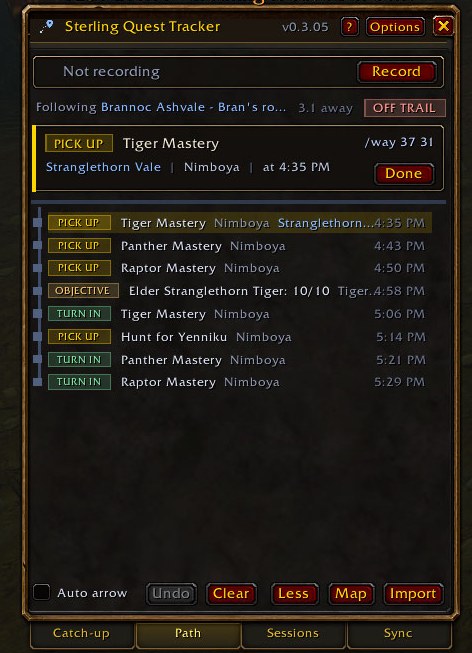 Sterling Quest Tracker v0.3.05 ? Options X
Not recording Record
Following Brannoc Ashvale - Bran's ro... 3.1 away OFF TRAIL
PICK UP Tiger Mastery /way 37 31
Stranglethorn Vale | Nimboya | at 4:35 PM Done
PICK UP Tiger Mastery Nimboya Stranglethorn... 4:35 PM
PICK UP Panther Mastery Nimboya 4:43 PM
PICK UP Raptor Mastery Nimboya 4:50 PM
OBJECTIVE Elder Stranglethorn Tiger: 10/10 Tiger.. 4:58 PM
TURN IN Tiger Mastery Nimboya 5:06 PM
PICK UP Hunt for Yenniku Nimboya 5:14 PM
TURN IN Panther Mastery Nimboya 5:21 PM
TURN IN Raptor Mastery Nimboya 5:29 PM
Auto arrow Undo Clear Less Map Import
Catch-up Path Sessions Sync